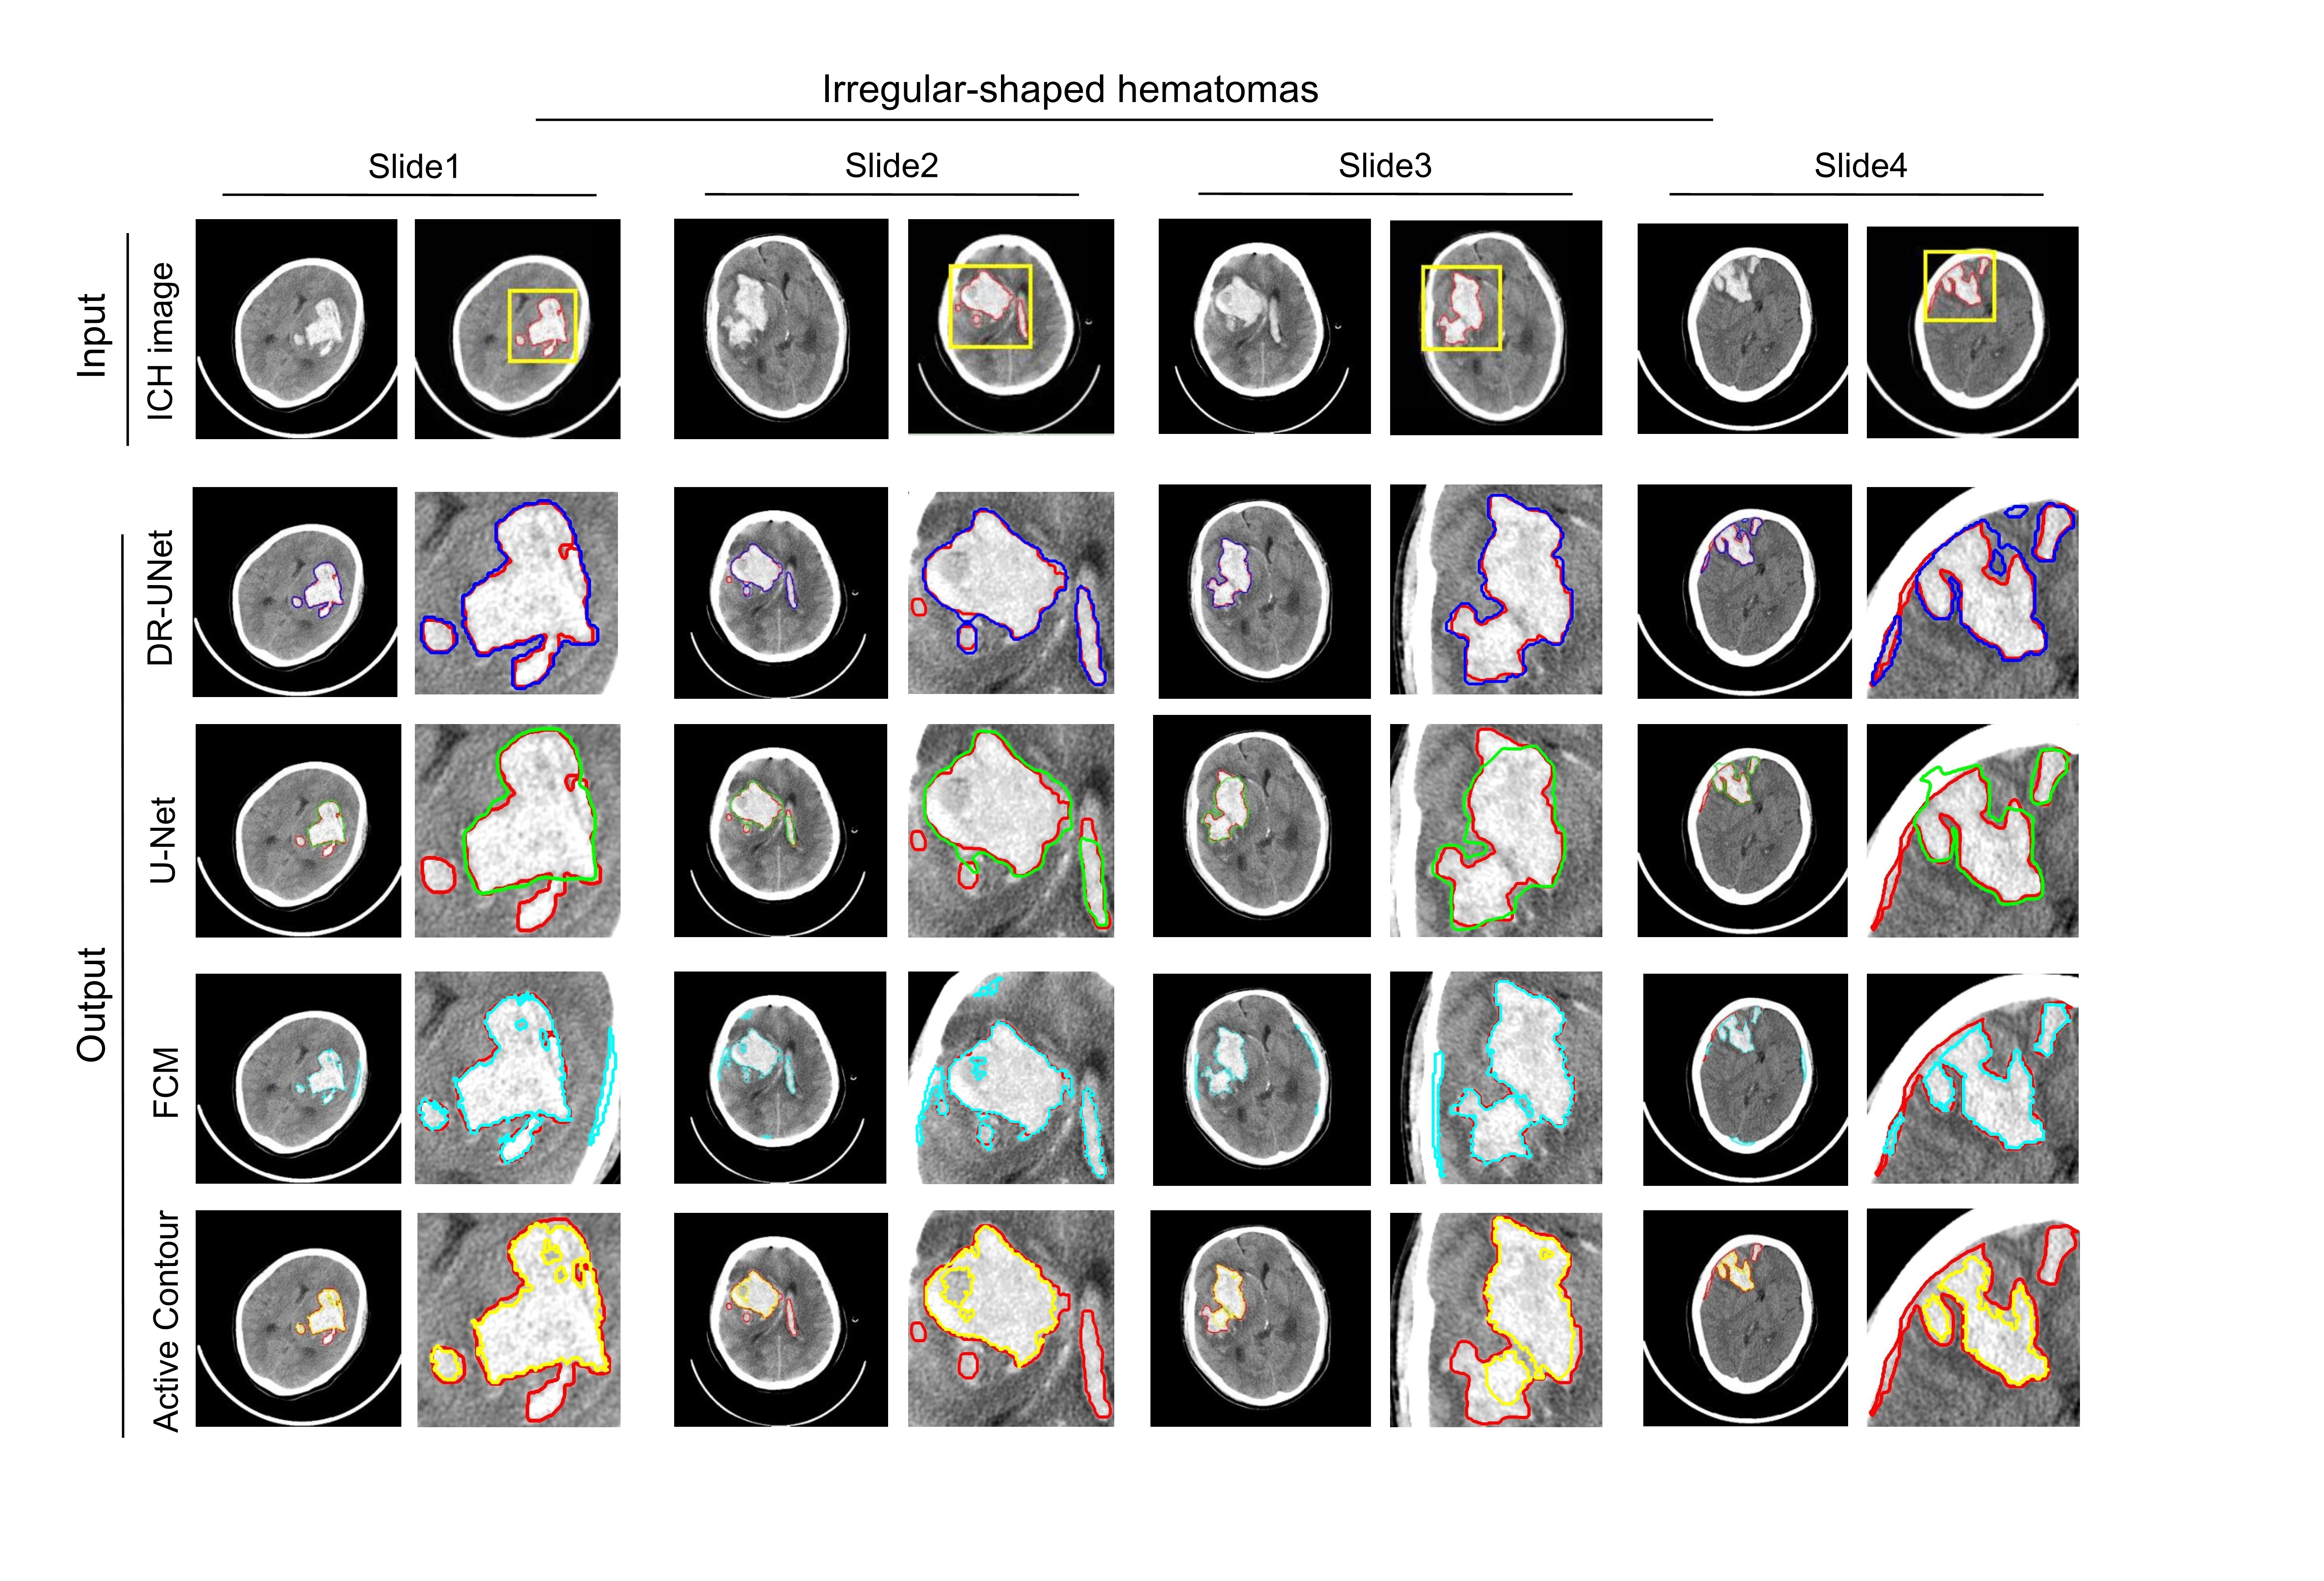 Irregular-shaped hematomas
Slide1
Slide2
Slide3
Slide4
Input
ICH image
Output
DR-UNet
U-Net
FCM
Active Contour